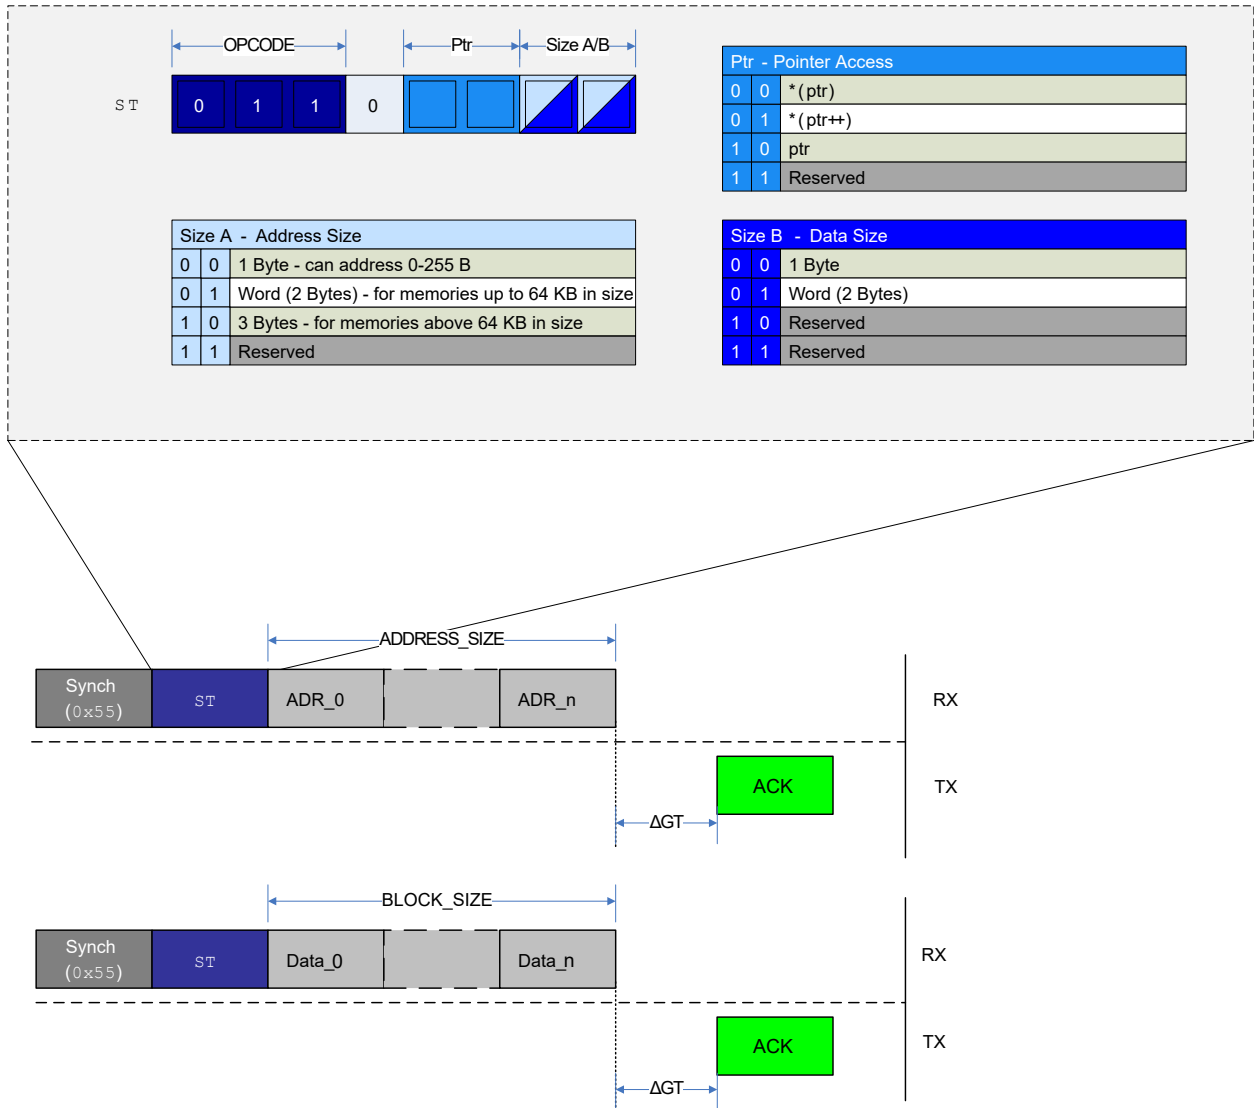 OPCODE Ptr Size A/B
ST 0 1 1 0
Ptr - Pointer Access
0 0 *(ptr)
0 1 *(ptr++)
1 0 ptr
1 1 Reserved
Size A - Address Size
0 0 1 Byte - can address 0-255 B
0 1 Word (2 Bytes) - for memories up to 64 KB in size
1 0 3 Bytes - for memories above 64 KB in size
1 1 Reserved
Size B - Data Size
0 0 1 Byte
0 1 Word (2 Bytes)
1 0 Reserved
1 1 Reserved
ADDRESS_SIZE
Synch
(0x55)
ST
ADR_0
ADR_n
RX
ACK
TX
ΔGT
BLOCK_SIZE
Synch
(0x55)
ST
Data_0
Data_n
RX
ACK
TX
ΔGT